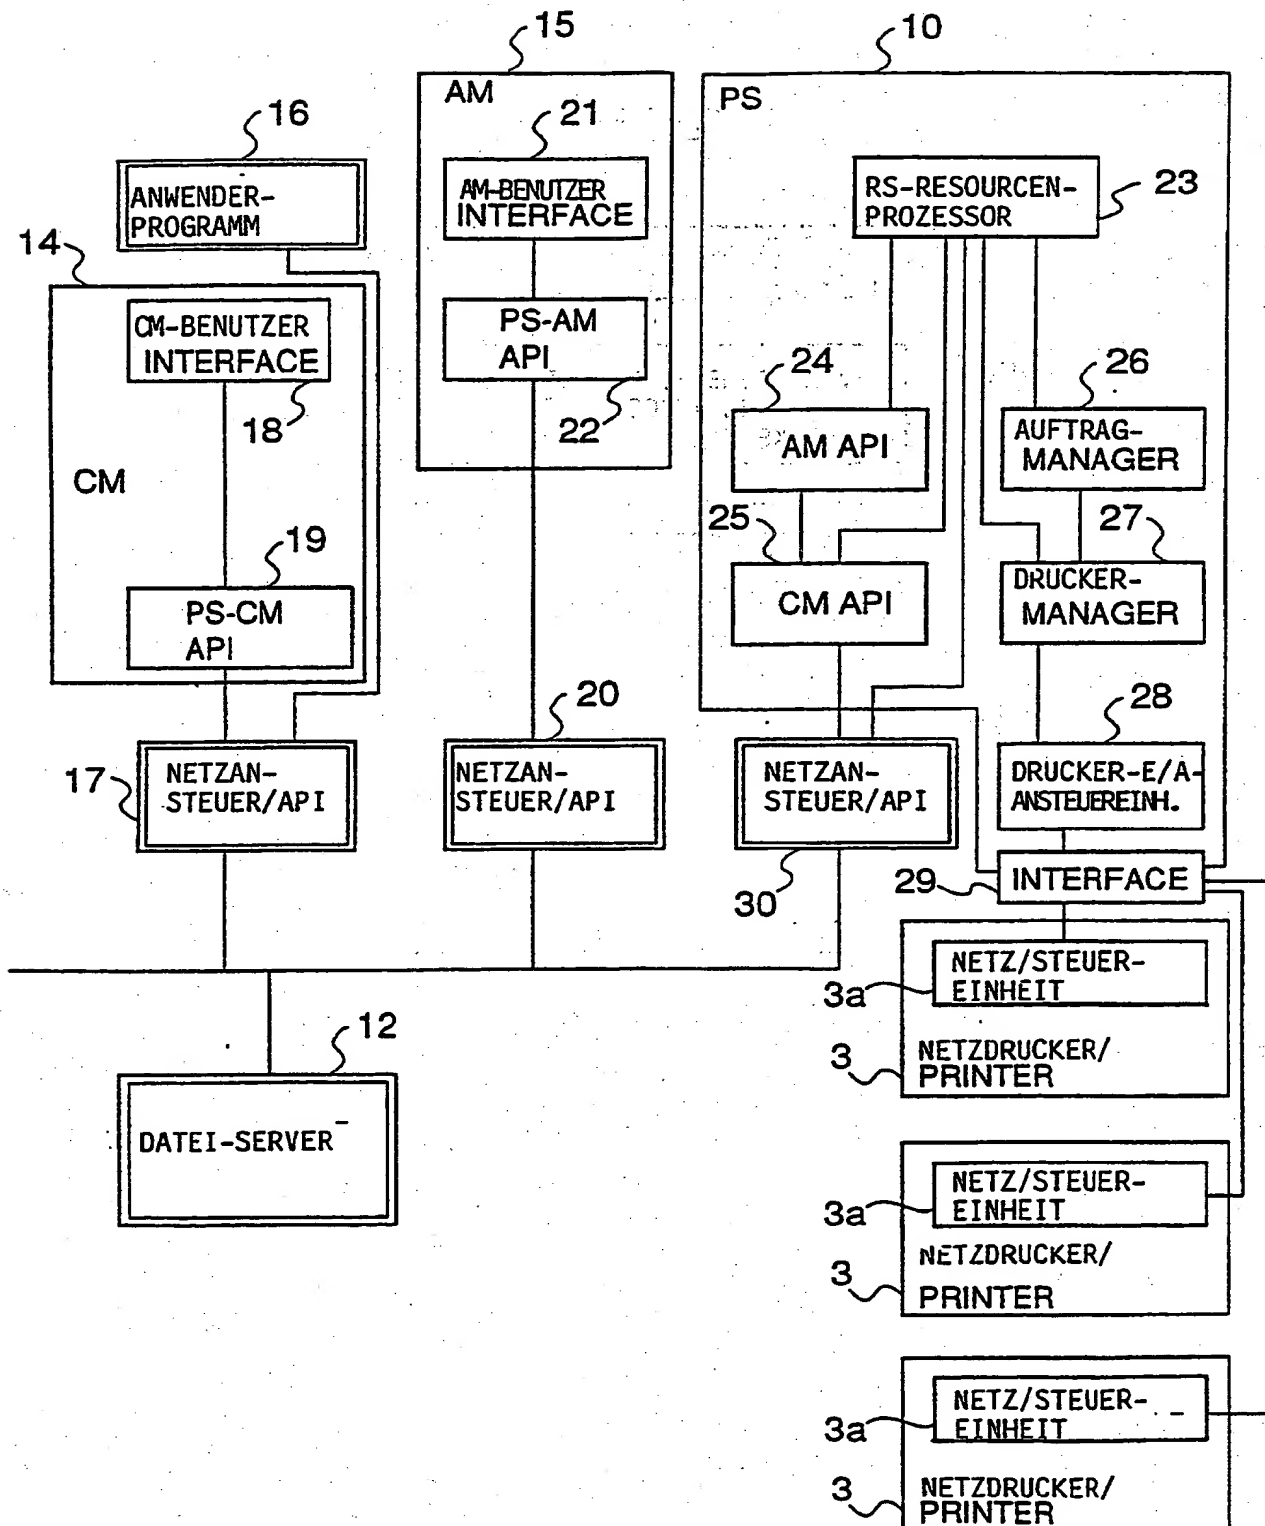 15
10
AM
PS
16
21
ANWENDER-
PROGRAMM
AM-BENUTZER
INTERFACE
RS-RESOURCEN-
PROZESSOR
23
14
CM-BENUTZER
INTERFACE
18
PS-AM
API
22
24
26
AM API
AUFTRAG-
MANAGER
CM
25
27
19
PS-CM
API
CM API
DRUCKER-
MANAGER
20
28
17
NETZAN-
STEUER/API
NETZAN-
STEUER/API
NETZAN-
STEUER/API
DRUCKER-E/A-
ANSTEUEREINH.
30
29
INTERFACE
3a
NETZ/STEUER-
EINHEIT
3
NETZDRUCKER/
PRINTER
12
DATEI-SERVER
3a
NETZ/STEUER-
EINHEIT
3
NETZDRUCKER/
PRINTER
3a
NETZ/STEUER-
EINHEIT
3
NETZDRUCKER/
PRINTER